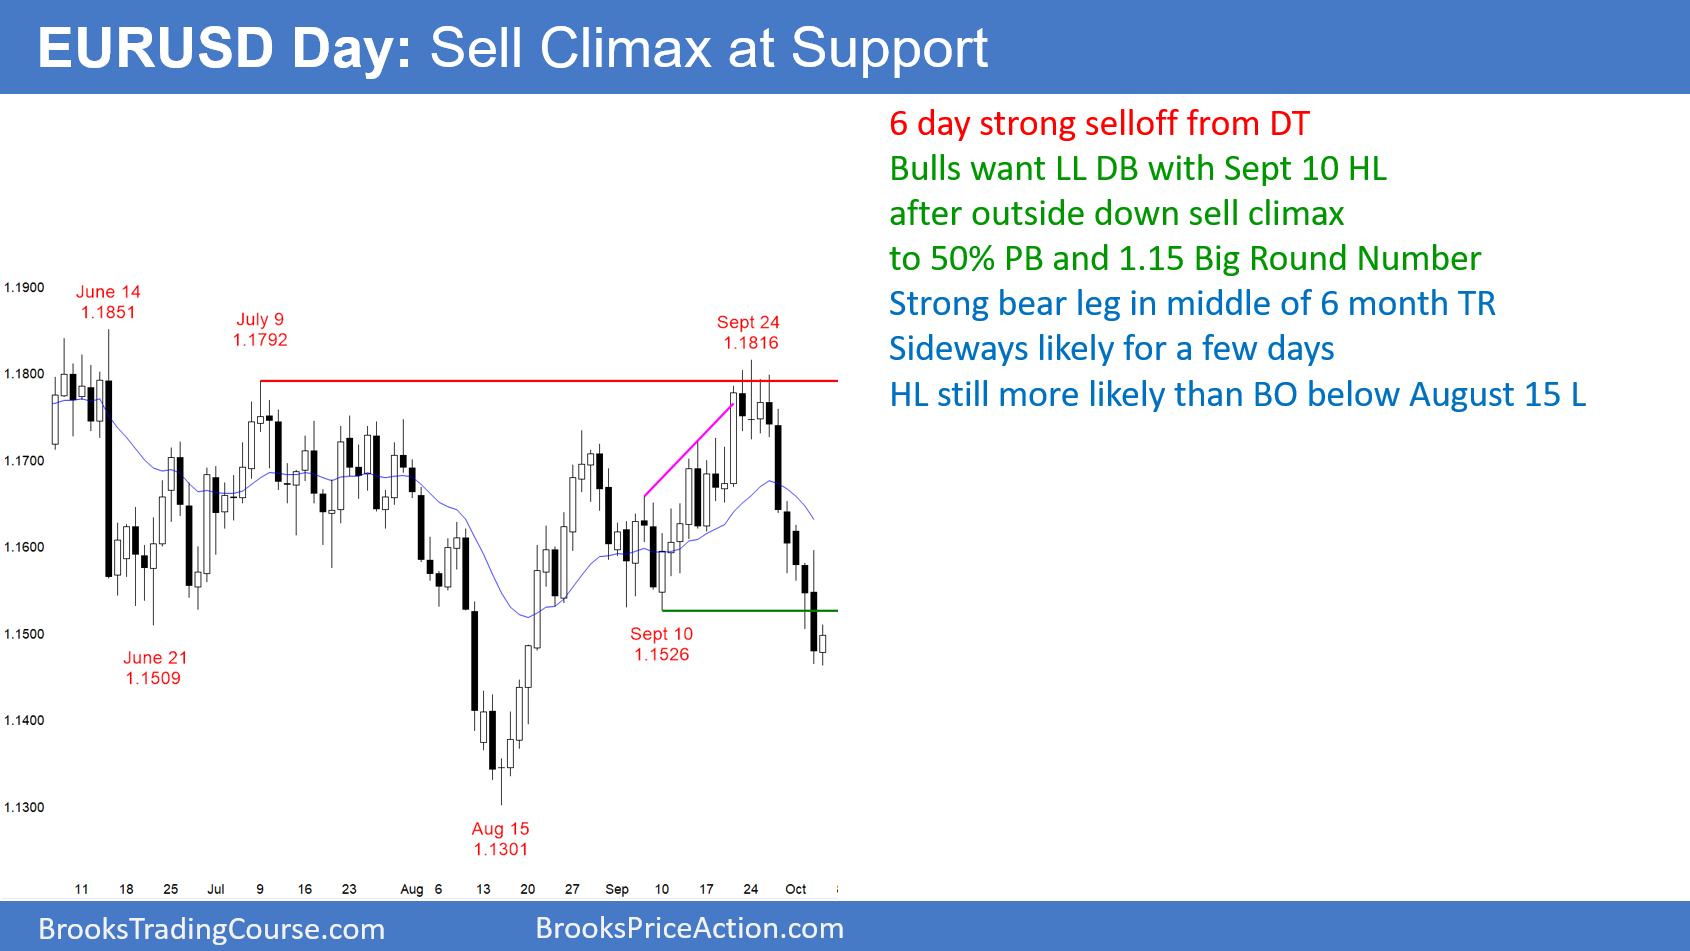 EURUSD Day: Sell Climax at Support
6 day strong selloff from DT
Bulls want LL DB with Sept 10 HL
after outside down sell climax
to 50% PB and 1.15 Big Round Number
Strong bear leg in middle of 6 month TR
Sideways likely for a few days
HL still more likely than BO below August 15 L
1.1900
1.1800
1.1700
1.1600
1.1500
1.1400
1.1300
June 14
1.1851
July 9
1.1792
Sept 24
1.1816
June 21
1.1509
Sept 10
1.1526
Aug 15
1.1301
11 18 25 Jul 9 16 23 Aug 6 13 20 27 Sep 10 17 24 Oct
BrooksTradingCourse.com
BrooksPriceAction.com